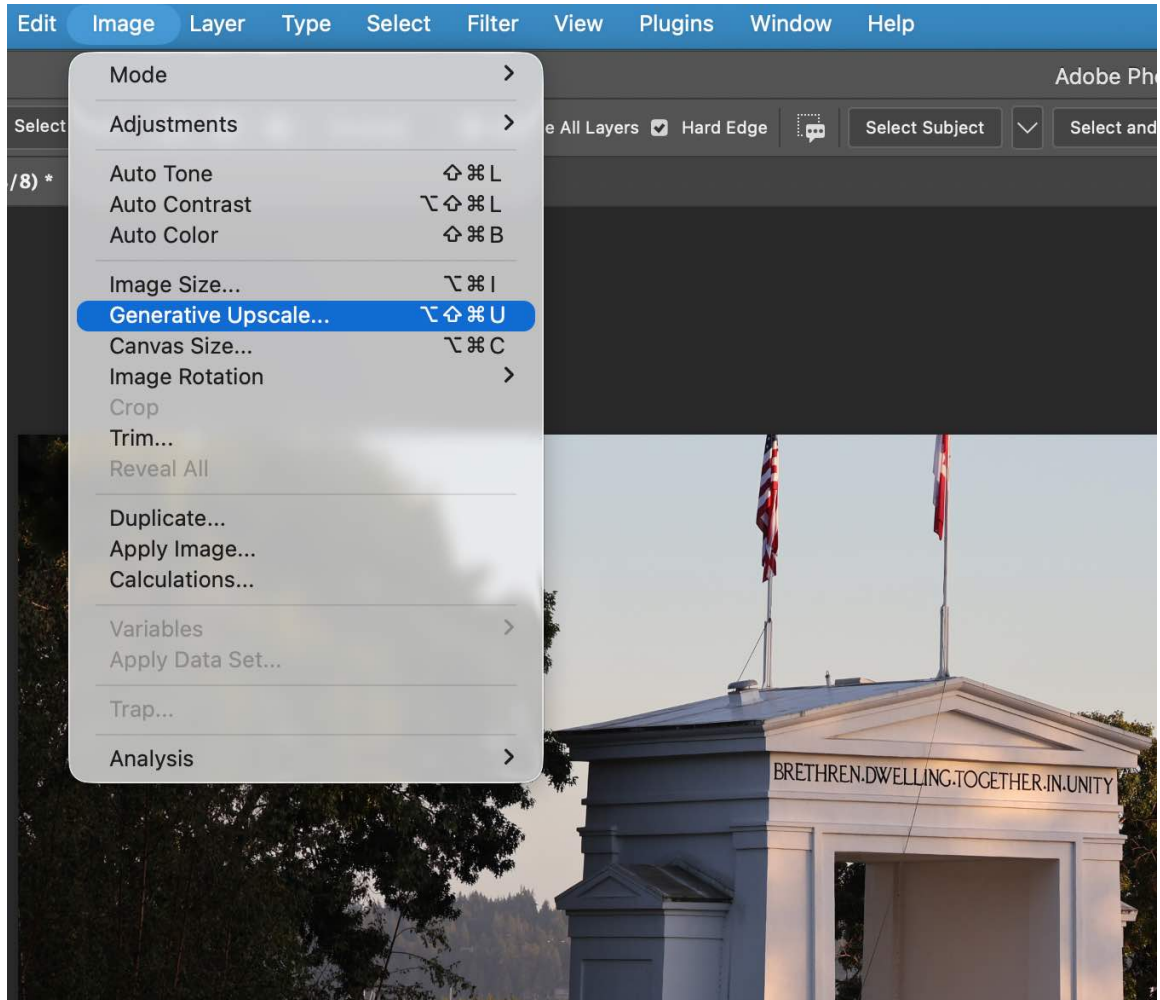 Edit Image Layer Type Select Filter View Plugins Window Help
Adobe Ph
Select
e All Layers Hard Edge Select Subject Select and
/8) *
Mode
Adjustments
Auto Tone ⇧⌘L
Auto Contrast ⌥⇧⌘L
Auto Color ⇧⌘B
Image Size... ⌥⌘I
Generative Upscale... ⌥⇧⌘U
Canvas Size... ⌥⌘C
Image Rotation
Crop
Trim...
Reveal All
Duplicate...
Apply Image...
Calculations...
Variables
Apply Data Set...
Trap...
Analysis
BRETHREN·DWELLING·TOGETHER·IN·UNITY